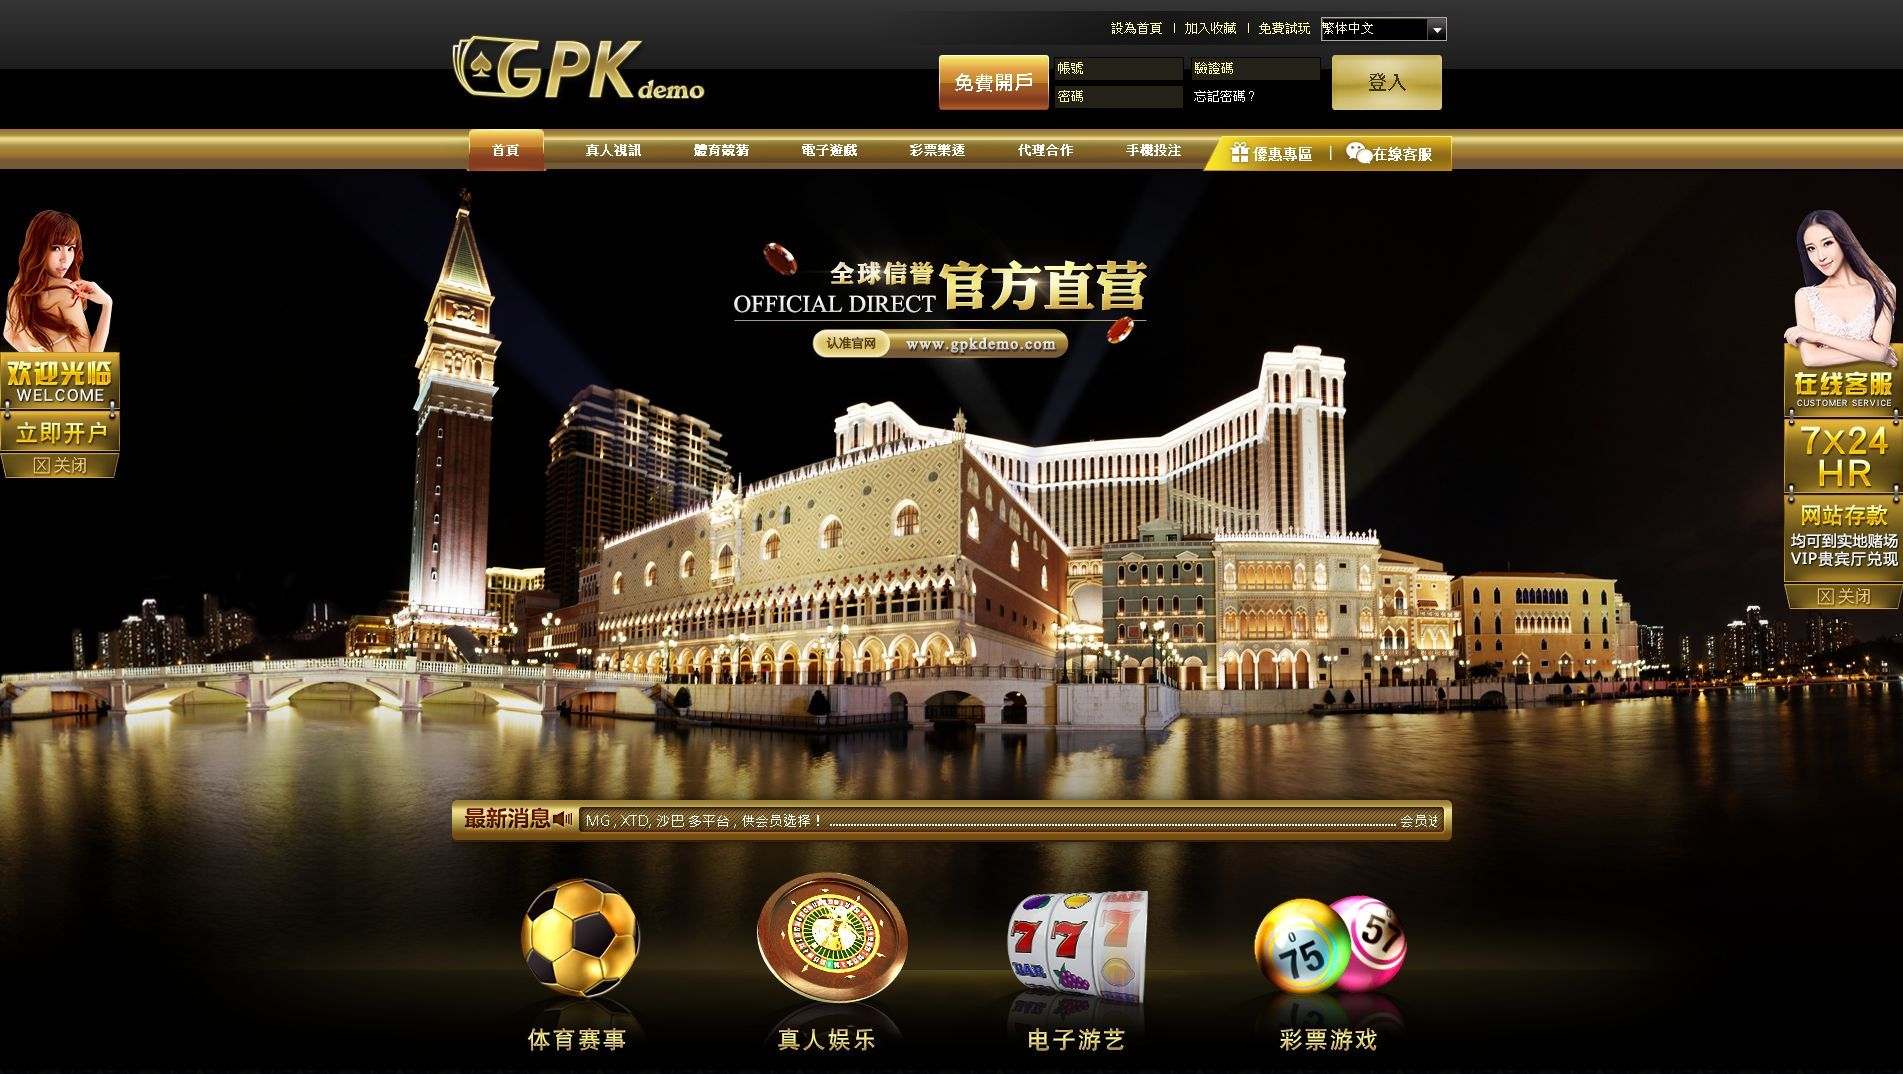 設為首頁 | 加入收藏 | 免費試玩 繁体中文
GPK demo
免費開戶 帳號 驗證碼 登入
密碼 忘記密碼？
首頁 真人視訊 體育競猜 電子遊戲 彩票樂透 代理合作 手機投注 優惠專區 | 在線客服
全球信誉 官方直营
OFFICIAL DIRECT
认准官网 www.gpkdemo.com
欢迎光临
WELCOME
立即开户
关闭
在线客服
CUSTOMER SERVICE
7X24
HR
网站存款
均可到实地赌场
VIP贵宾厅兑现
关闭
最新消息 MG , XTD, 沙巴 多平台 , 供会员选择！ 会员
75
57
7 7 7
BAR
体育赛事 真人娱乐 电子游艺 彩票游戏